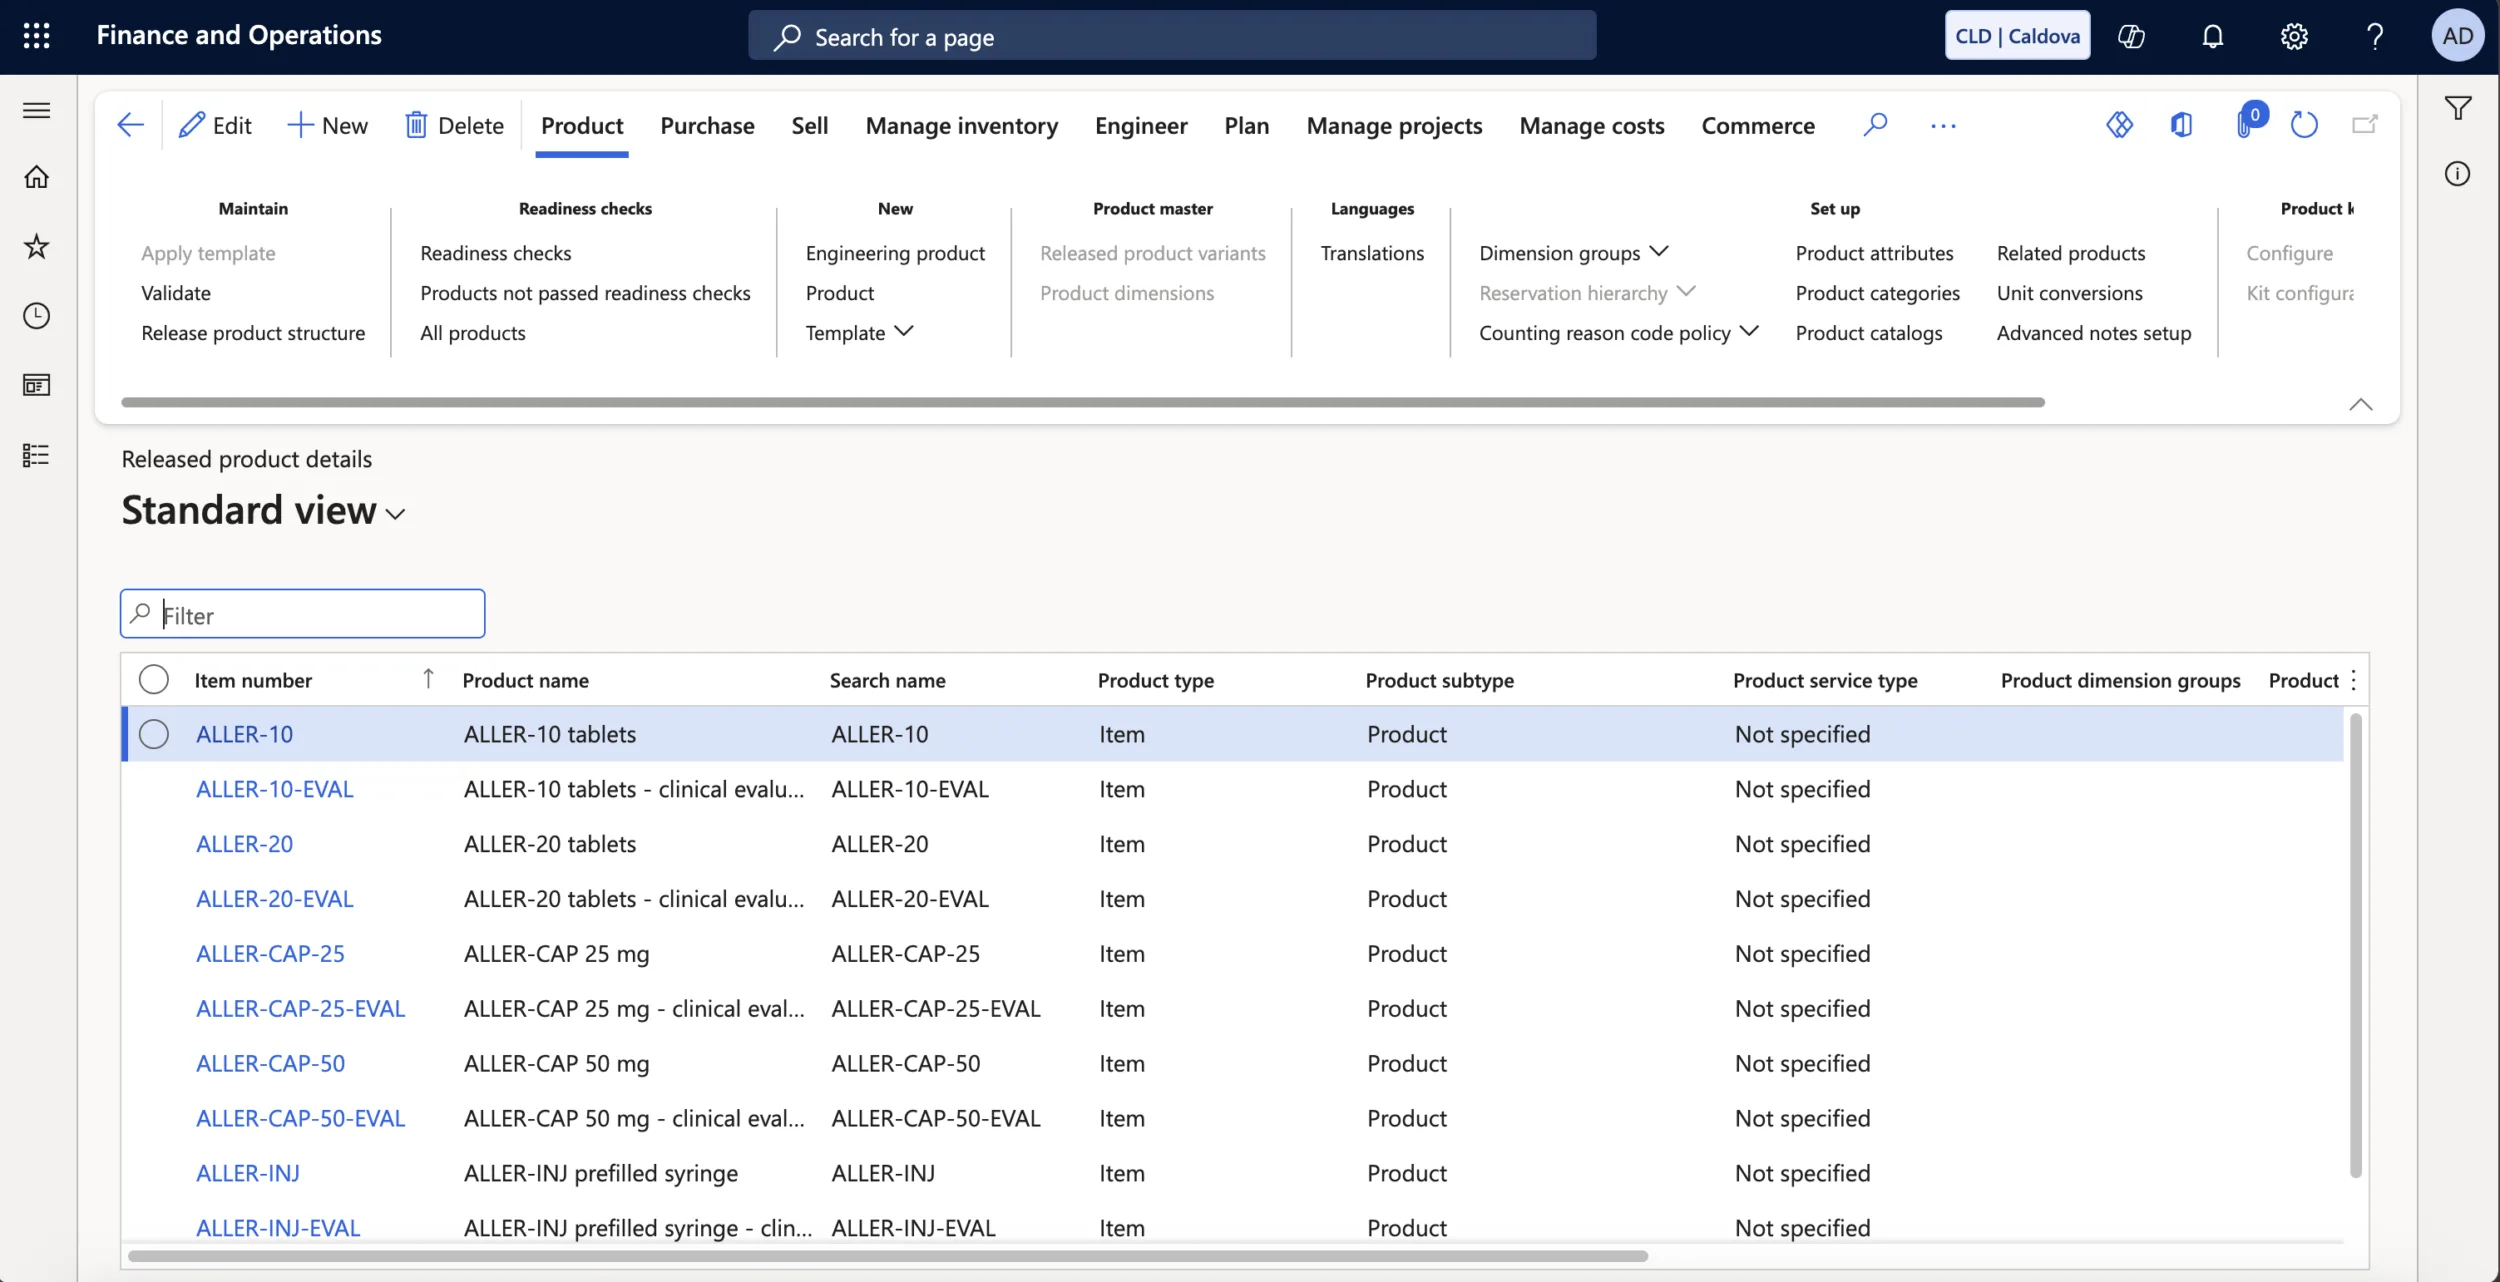 Finance and Operations
Search for a page
CLD | Caldova
AD
Edit
New
Delete
Product
Purchase
Sell
Manage inventory
Engineer
Plan
Manage projects
Manage costs
Commerce
0
Maintain
Apply template
Validate
Release product structure
Readiness checks
Readiness checks
Products not passed readiness checks
All products
New
Engineering product
Product
Template
Product master
Released product variants
Product dimensions
Languages
Translations
Set up
Dimension groups
Reservation hierarchy
Counting reason code policy
Product attributes
Product categories
Product catalogs
Related products
Unit conversions
Advanced notes setup
Product
Configure
Kit
Released product details
Standard view
Filter
Item number Product name Search name Product type Product subtype Product service type Product dimension groups Product
ALLER-10 ALLER-10 tablets ALLER-10 Item Product Not specified
ALLER-10-EVAL ALLER-10 tablets - clinical evalu... ALLER-10-EVAL Item Product Not specified
ALLER-20 ALLER-20 tablets ALLER-20 Item Product Not specified
ALLER-20-EVAL ALLER-20 tablets - clinical evalu... ALLER-20-EVAL Item Product Not specified
ALLER-CAP-25 ALLER-CAP 25 mg ALLER-CAP-25 Item Product Not specified
ALLER-CAP-25-EVAL ALLER-CAP 25 mg - clinical eval... ALLER-CAP-25-EVAL Item Product Not specified
ALLER-CAP-50 ALLER-CAP 50 mg ALLER-CAP-50 Item Product Not specified
ALLER-CAP-50-EVAL ALLER-CAP 50 mg - clinical eval... ALLER-CAP-50-EVAL Item Product Not specified
ALLER-INJ ALLER-INJ prefilled syringe ALLER-INJ Item Product Not specified
ALLER-INJ-EVAL ALLER-INJ prefilled syringe - clin... ALLER-INJ-EVAL Item Product Not specified